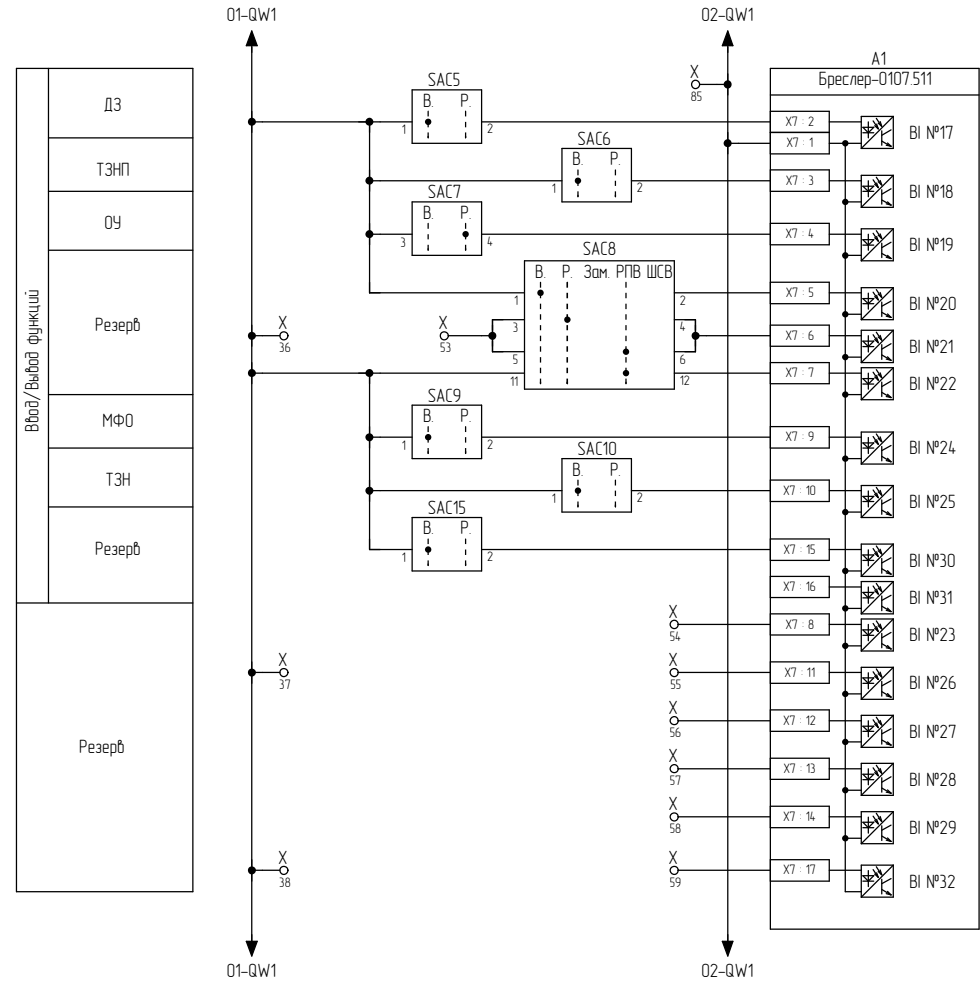 01-QW1
02-QW1
Ввод/Вывод функций
ДЗ
ТЗНП
ОУ
Резерв
МФО
ТЗН
Резерв
Резерв
X
36
X
37
X
38
SAC5
В. Р.
1 2
SAC6
В. Р.
1 2
SAC7
В. Р.
3 4
SAC8
В. Р. Зам. РПВ ШСВ
1 2
3 4
5 6
11 12
X
53
SAC9
В. Р.
1 2
SAC10
В. Р.
1 2
SAC15
В. Р.
1 2
X
85
X
54
X
55
X
56
X
57
X
58
X
59
A1
Бреслер-0107.511
X7 : 2 BI №17
X7 : 1
X7 : 3 BI №18
X7 : 4 BI №19
X7 : 5 BI №20
X7 : 6 BI №21
X7 : 7 BI №22
X7 : 9 BI №24
X7 : 10 BI №25
X7 : 15 BI №30
X7 : 16 BI №31
X7 : 8 BI №23
X7 : 11 BI №26
X7 : 12 BI №27
X7 : 13 BI №28
X7 : 14 BI №29
X7 : 17 BI №32
01-QW1
02-QW1